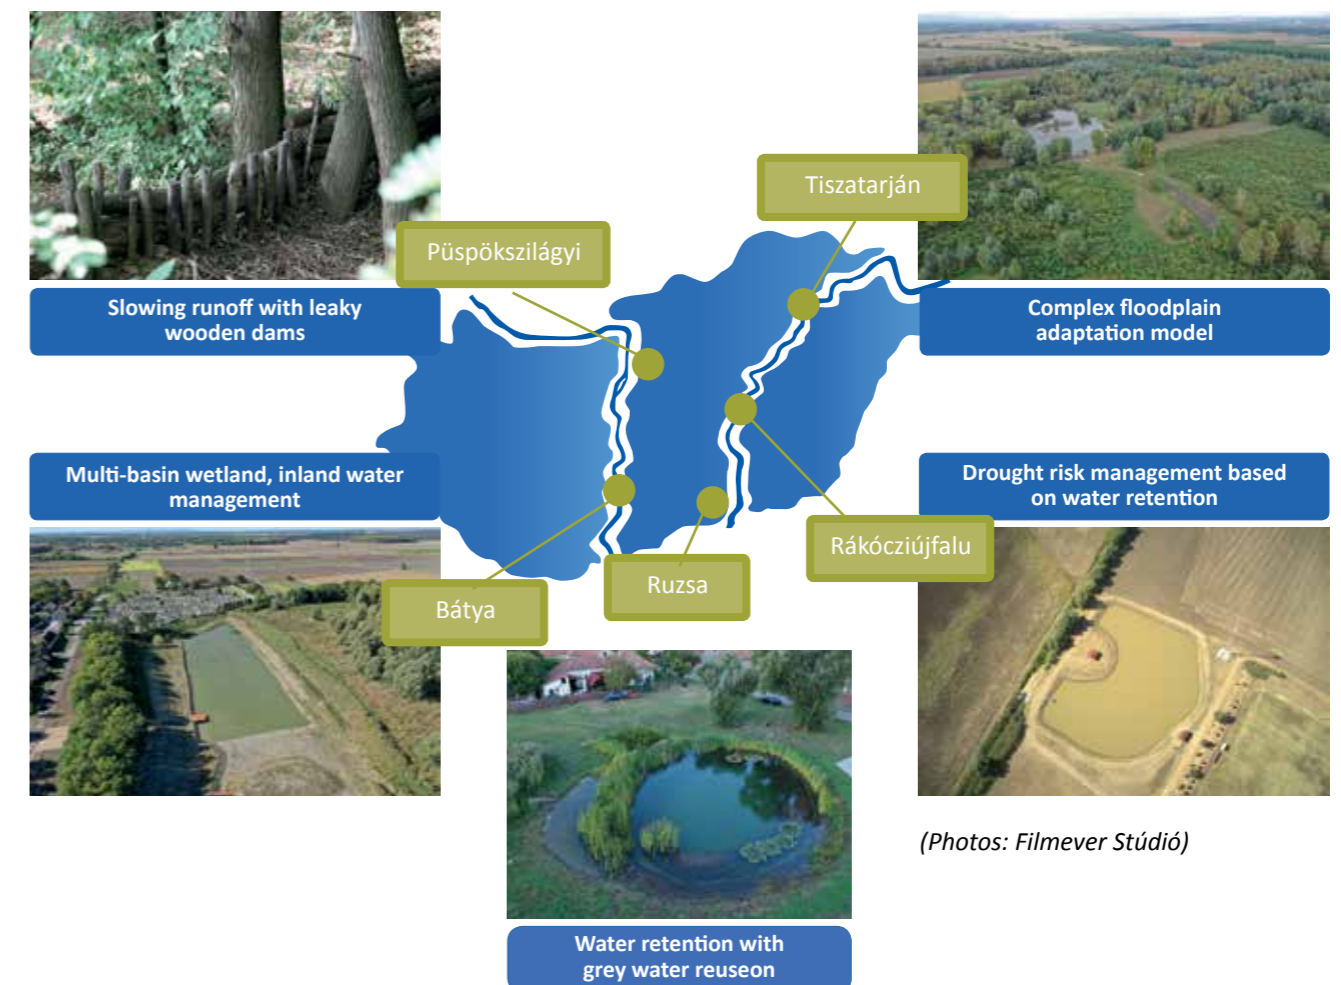 Tiszatarján
Püspökszilágyi
Slowing runoff with leaky
wooden dams
Complex floodplain
adaptation model
Multi-basin wetland, inland water
management
Drought risk management based
on water retention
Rákócziújfalu
Ruzsa
Bátya
(Photos: Filmever Stúdió)
Water retention with
grey water reuseon